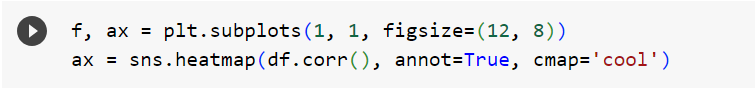 f, ax = plt.subplots(1, 1, figsize=(12, 8))
ax = sns.heatmap(df.corr(), annot=True, cmap='cool')